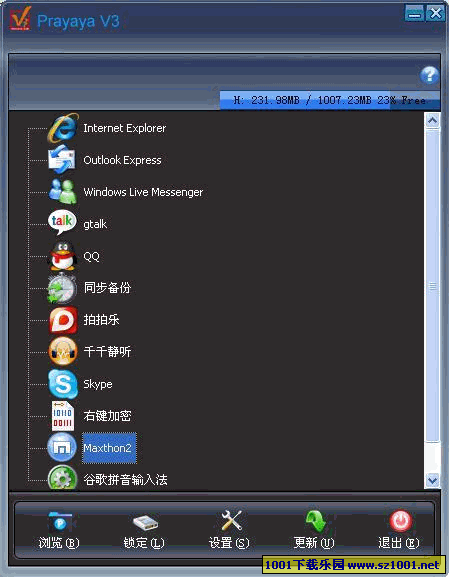 Prayaya V3
H: 231.98MB / 1007.23MB 23% Free
Internet Explorer
Outlook Express
Windows Live Messenger
talk gtalk
QQ
同步备份
拍拍乐
千千静听
Skype
右键加密
Maxthon2
谷歌拼音输入法
浏览(B) 锁定(L) 设置(S) 更新(U) 退出(E)
1001下载乐园 www.sz1001.net